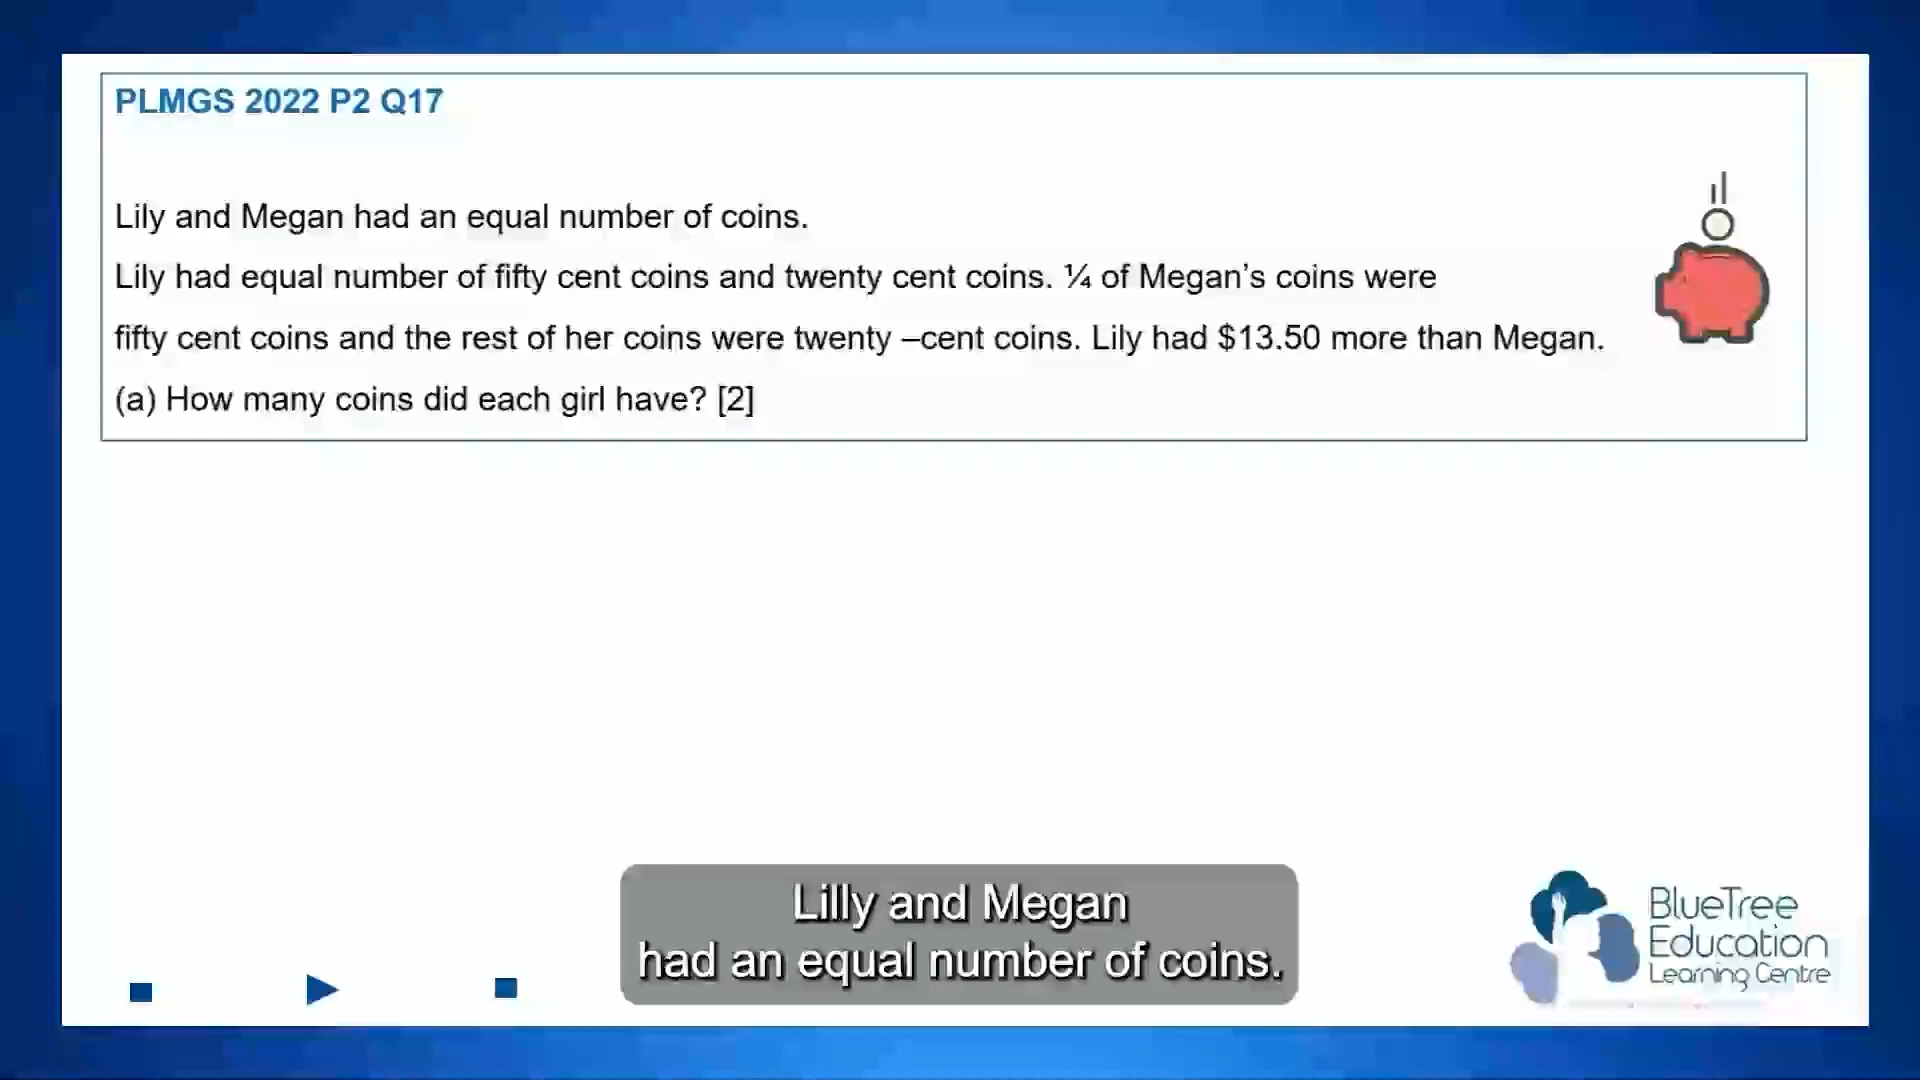 PLMGS 2022 P2 Q17
Lily and Megan had an equal number of coins.
Lily had equal number of fifty cent coins and twenty cent coins. ¼ of Megan’s coins were
fifty cent coins and the rest of her coins were twenty –cent coins. Lily had $13.50 more than Megan.
(a) How many coins did each girl have? [2]
Lilly and Megan
had an equal number of coins.
BlueTree
Education
Learning Centre